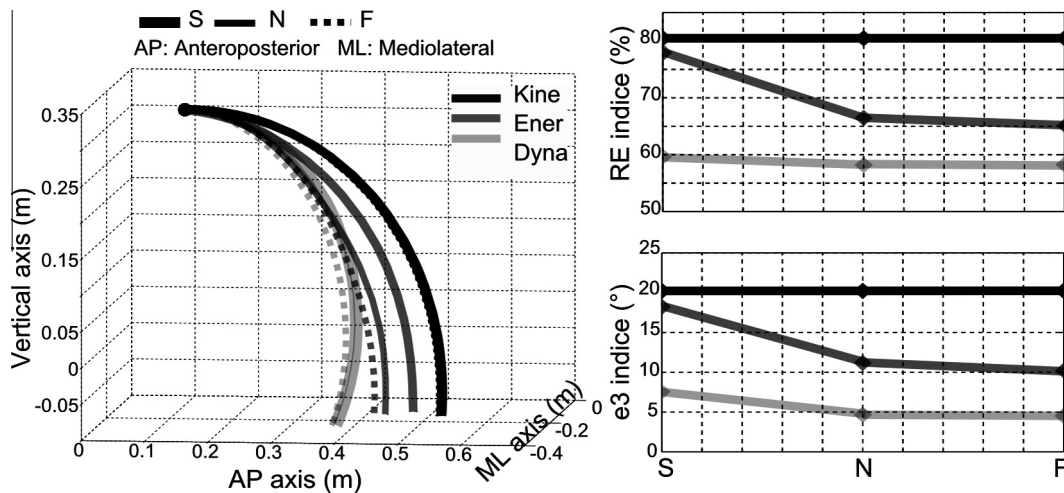 S N F
AP: Anteroposterior ML: Mediolateral
Kine
Ener
Dyna
Vertical axis (m)
0.35
0.25
0.15
0.05
0
-0.05
0 0.1 0.2 0.3 0.4 0.5 0.6
AP axis (m)
ML axis (m)
0
-0.2
-0.4
RE indice (%)
80
70
60
50
e3 indice (°)
25
20
15
10
5
0
S N F